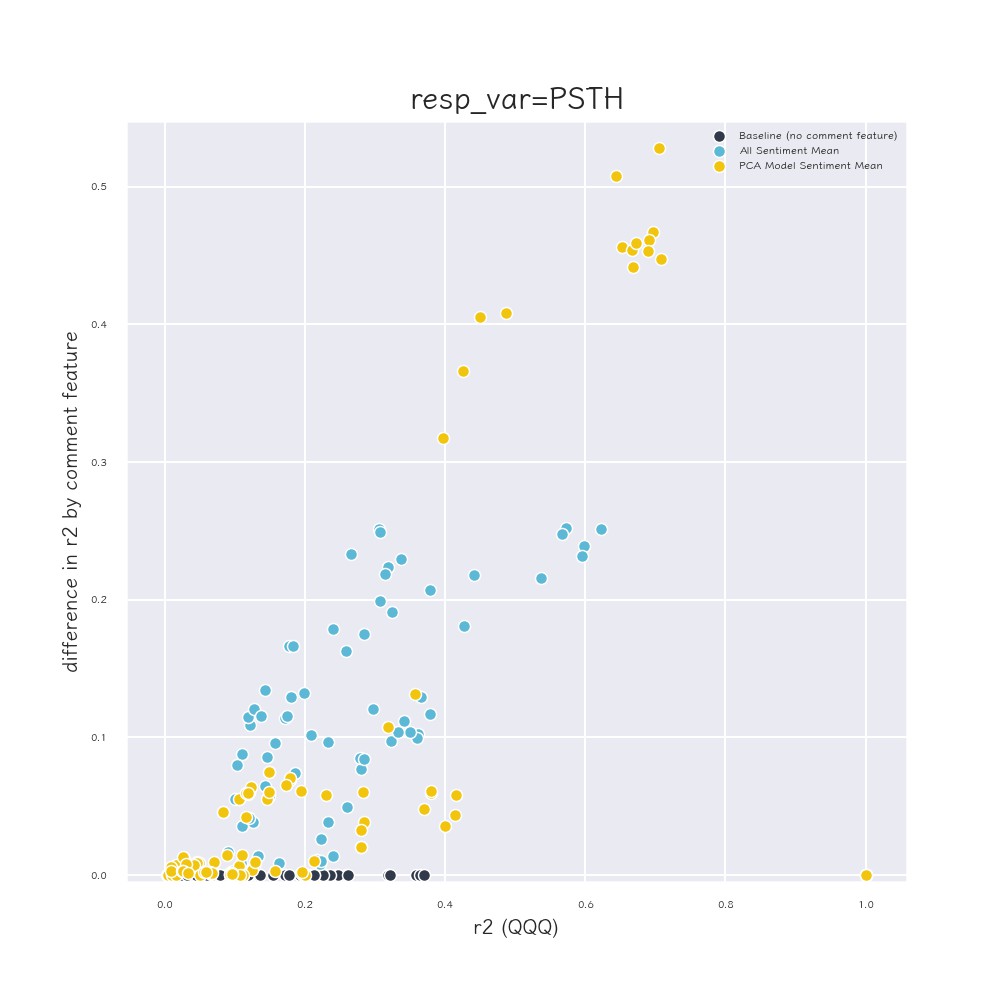 resp_var=PSTH
Baseline (no comment feature)
All Sentiment Mean
PCA Model Sentiment Mean
difference in r2 by comment feature
0.5
0.4
0.3
0.2
0.1
0.0
0.0 0.2 0.4 0.6 0.8 1.0
r2 (QQQ)